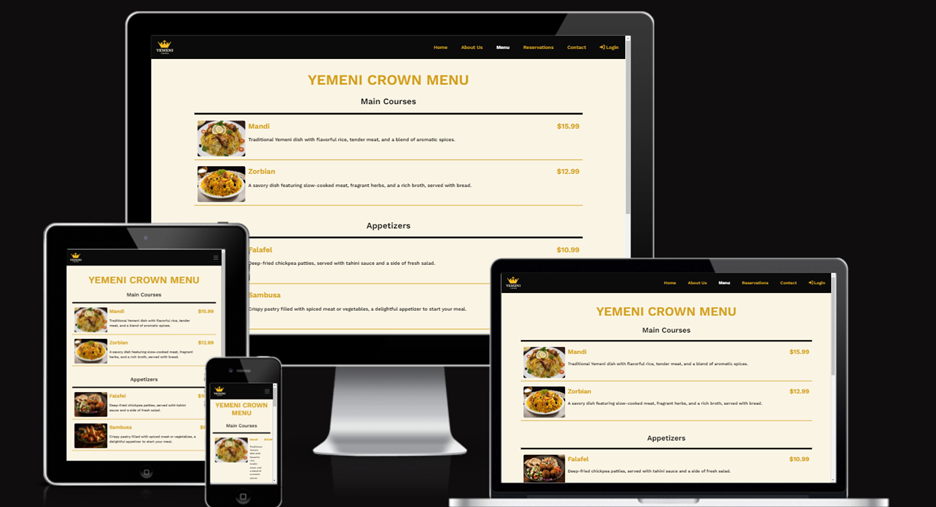 YEMENI
Home
About Us
Menu
Reservations
Contact
Login
YEMENI CROWN MENU
Main Courses
Mandi
$15.99
Traditional Yemeni dish with flavorful rice, tender meat, and a blend of aromatic spices.
Zorbian
$12.99
A savory dish featuring slow-cooked meat, fragrant herbs, and a rich broth, served with bread.
Appetizers
Falafel
$10.99
Deep-fried chickpea patties, served with tahini sauce and a side of fresh salad.
Sambusa
Crispy pastry filled with spiced meat or vegetables, a delightful appetizer to start your meal.
YEMENI CROWN MENU
Main Courses
Mandi
$15.99
Traditional Yemeni dish with flavorful rice, tender
meat, and a blend of aromatic spices.
Zorbian
$12.99
A savory dish featuring slow-cooked meat, fragrant
herbs, and a rich broth, served with bread.
Appetizers
Falafel
Deep-fried chickpea patties, served with tahini
sauce and a side of fresh salad.
Sambusa
Crispy pastry filled with spiced meat or vegetables, a
delightful appetizer to start your meal.
YEMENI CROWN
MENU
Main Courses
YEMENI
Home
About Us
Menu
Reservations
Contact
Login
YEMENI CROWN MENU
Main Courses
Mandi
$15.99
Traditional Yemeni dish with flavorful rice, tender meat, and a blend of aromatic spices.
Zorbian
$12.99
A savory dish featuring slow-cooked meat, fragrant herbs, and a rich broth, served with bread.
Appetizers
Falafel
$10.99
Deep-fried chickpea patties, served with tahini sauce and a side of fresh salad.